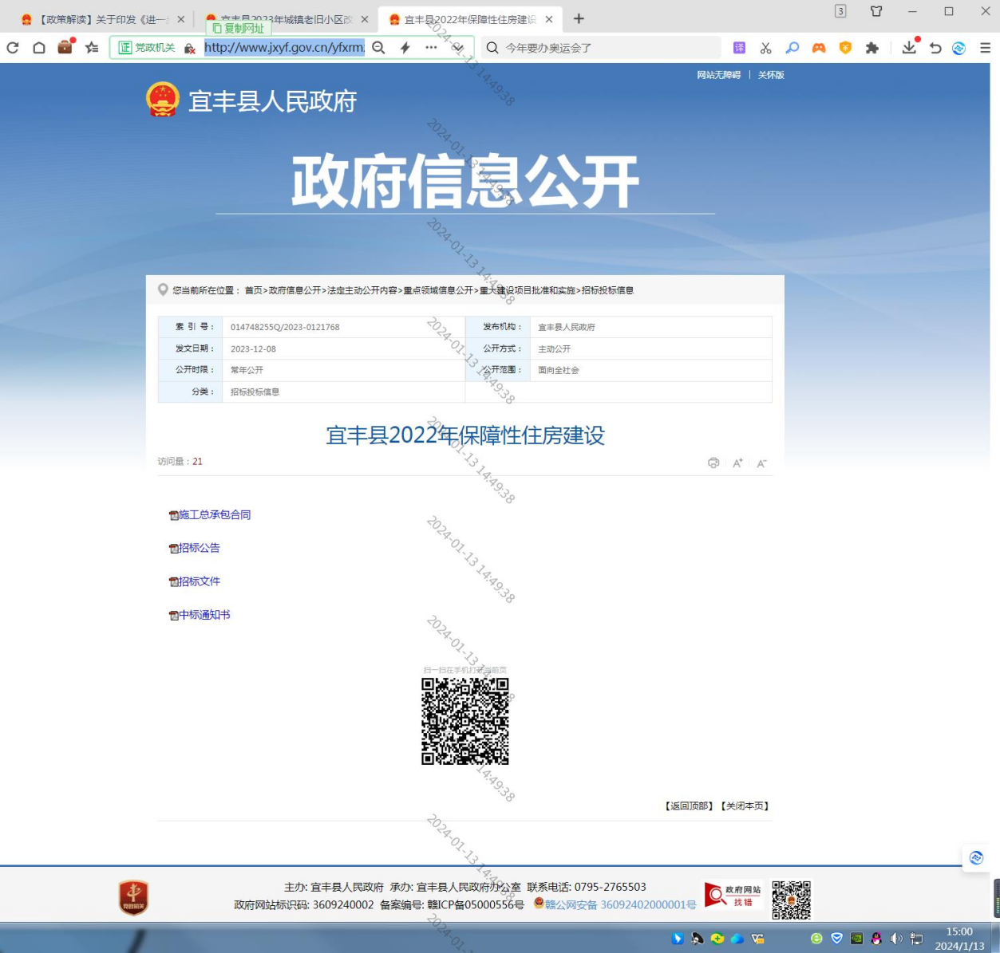 【政策解读】关于印发《进一
宜丰县2023年城镇老旧小区改
宜丰县2022年保障性住房建设
3
复制网址
证 党政机关
http://www.jxyf.gov.cn/yfxrm
今年要办奥运会了
译
网站无障碍 | 关怀版
宜丰县人民政府
政府信息公开
您当前所在位置： 首页>政府信息公开>法定主动公开内容>重点领域信息公开>重大建设项目批准和实施>招标投标信息
索 引 号： 014748255Q/2023-0121768 发布机构： 宜丰县人民政府
发文日期： 2023-12-08 公开方式： 主动公开
公开时限： 常年公开 公开范围： 面向全社会
分类： 招标投标信息
宜丰县2022年保障性住房建设
访问量：21
A+ A-
施工总承包合同
招标公告
招标文件
中标通知书
扫一扫在手机打开当前页
【返回顶部】【关闭本页】
主办: 宜丰县人民政府 承办: 宜丰县人民政府办公室 联系电话: 0795-2765503
政府网站标识码: 3609240002 备案编号: 赣ICP备05000556号 赣公网安备 36092402000001号
党政机关
政府网站
找错
15:00
2024/1/13
2024-01-13 14:49:38
2024-01-13 14:49:38
2024-01-13 14:49:38
2024-01-13 14:49:38
2024-01-13 14:49:38
2024-01-13 14:49:38
2024-01-13 14:49:38
2024-01-13 14:49:38
2024-01-13 14:49:38
2024-01